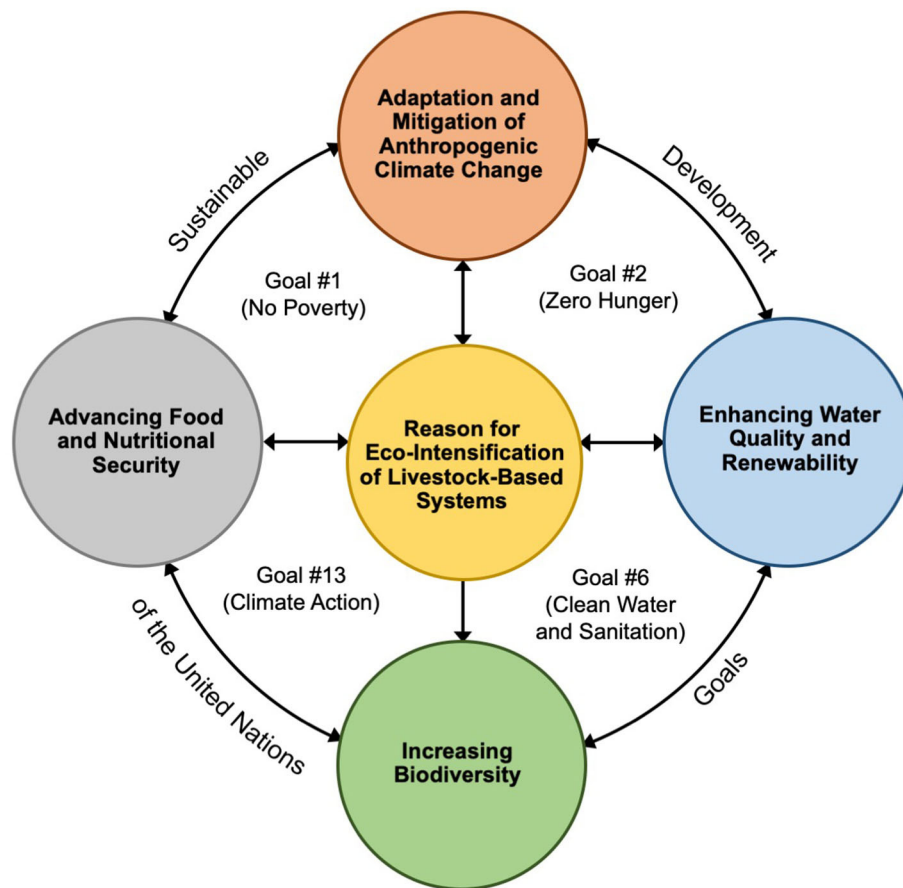 Adaptation and
Mitigation of
Anthropogenic
Climate Change
Sustainable
Development
Goal #1
(No Poverty)
Goal #2
(Zero Hunger)
Advancing Food
and Nutritional
Security
Reason for
Eco-Intensification
of Livestock-Based
Systems
Enhancing Water
Quality and
Renewability
Goal #13
(Climate Action)
Goal #6
(Clean Water
and Sanitation)
of the United Nations
Goals
Increasing
Biodiversity